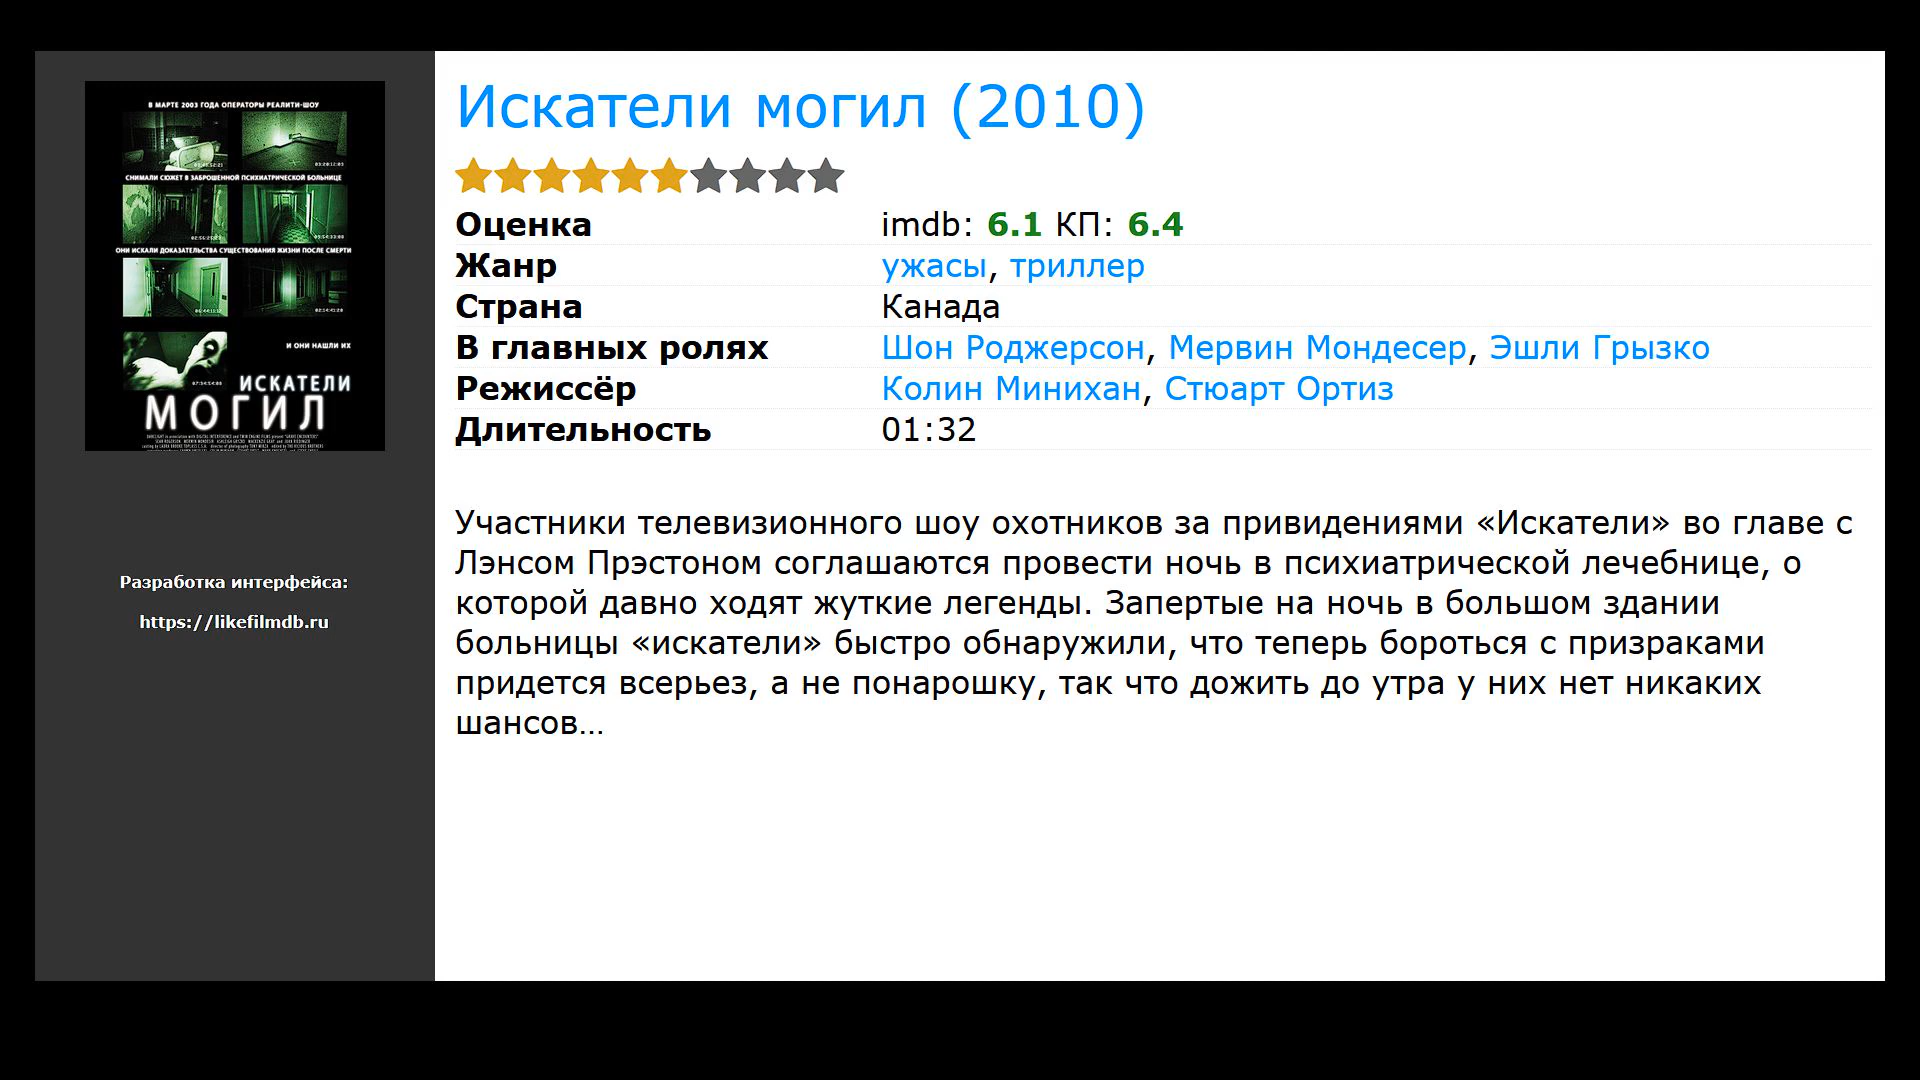 В МАРТЕ 2003 ГОДА ОПЕРАТОРЫ РЕАЛИТИ-ШОУ
СНИМАЛИ СЮЖЕТ В ЗАБРОШЕННОЙ ПСИХИАТРИЧЕСКОЙ БОЛЬНИЦЕ
ОНИ ИСКАЛИ ДОКАЗАТЕЛЬСТВА СУЩЕСТВОВАНИЯ ЖИЗНИ ПОСЛЕ СМЕРТИ
И ОНИ НАШЛИ ИХ
ИСКАТЕЛИ
МОГИЛ
Разработка интерфейса:
https://likefilmdb.ru
Искатели могил (2010)
Оценка imdb: 6.1 КП: 6.4
Жанр ужасы, триллер
Страна Канада
В главных ролях Шон Роджерсон, Мервин Мондесер, Эшли Грызко
Режиссёр Колин Минихан, Стюарт Ортиз
Длительность 01:32
Участники телевизионного шоу охотников за привидениями «Искатели» во главе с
Лэнсом Прэстоном соглашаются провести ночь в психиатрической лечебнице, о
которой давно ходят жуткие легенды. Запертые на ночь в большом здании
больницы «искатели» быстро обнаружили, что теперь бороться с призраками
придется всерьез, а не понарошку, так что дожить до утра у них нет никаких
шансов…